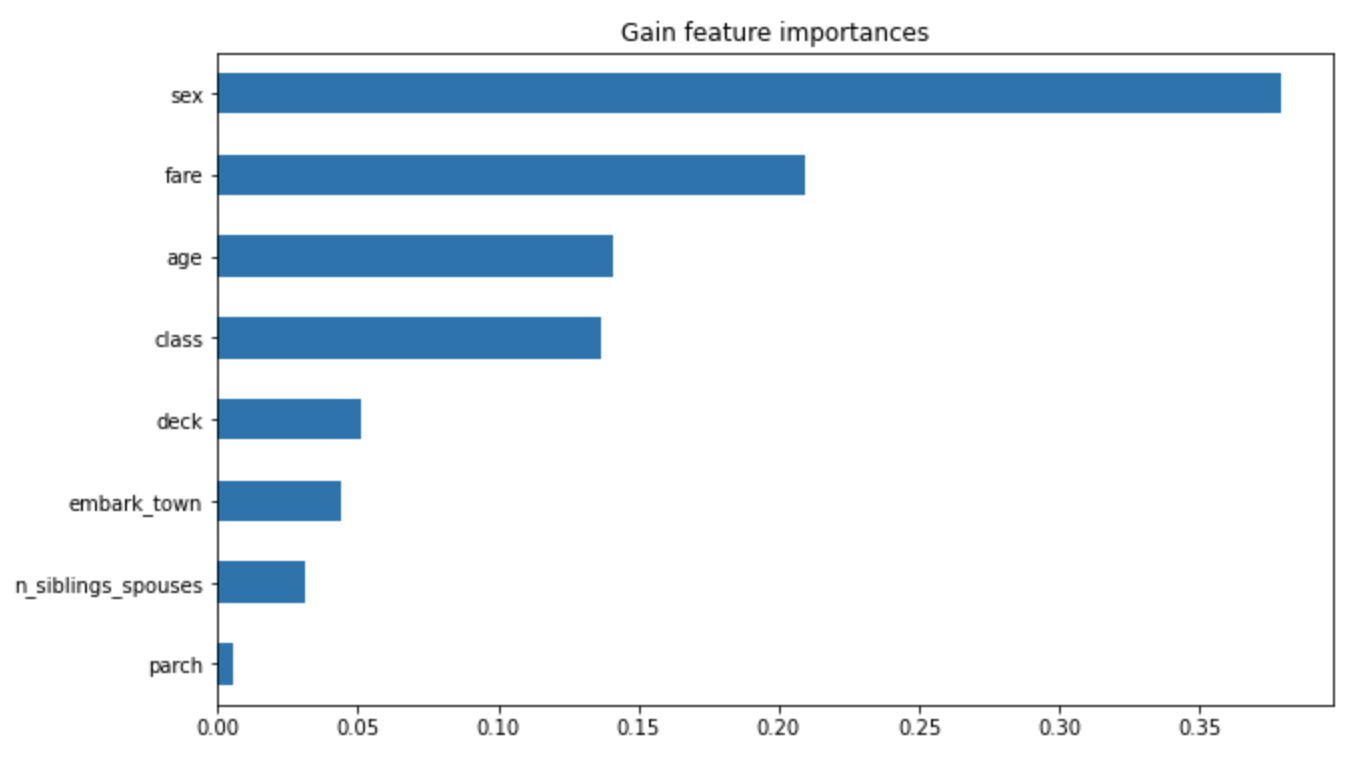 Gain feature importances
sex
fare
age
class
deck
embark_town
n_siblings_spouses
parch
0.00 0.05 0.10 0.15 0.20 0.25 0.30 0.35